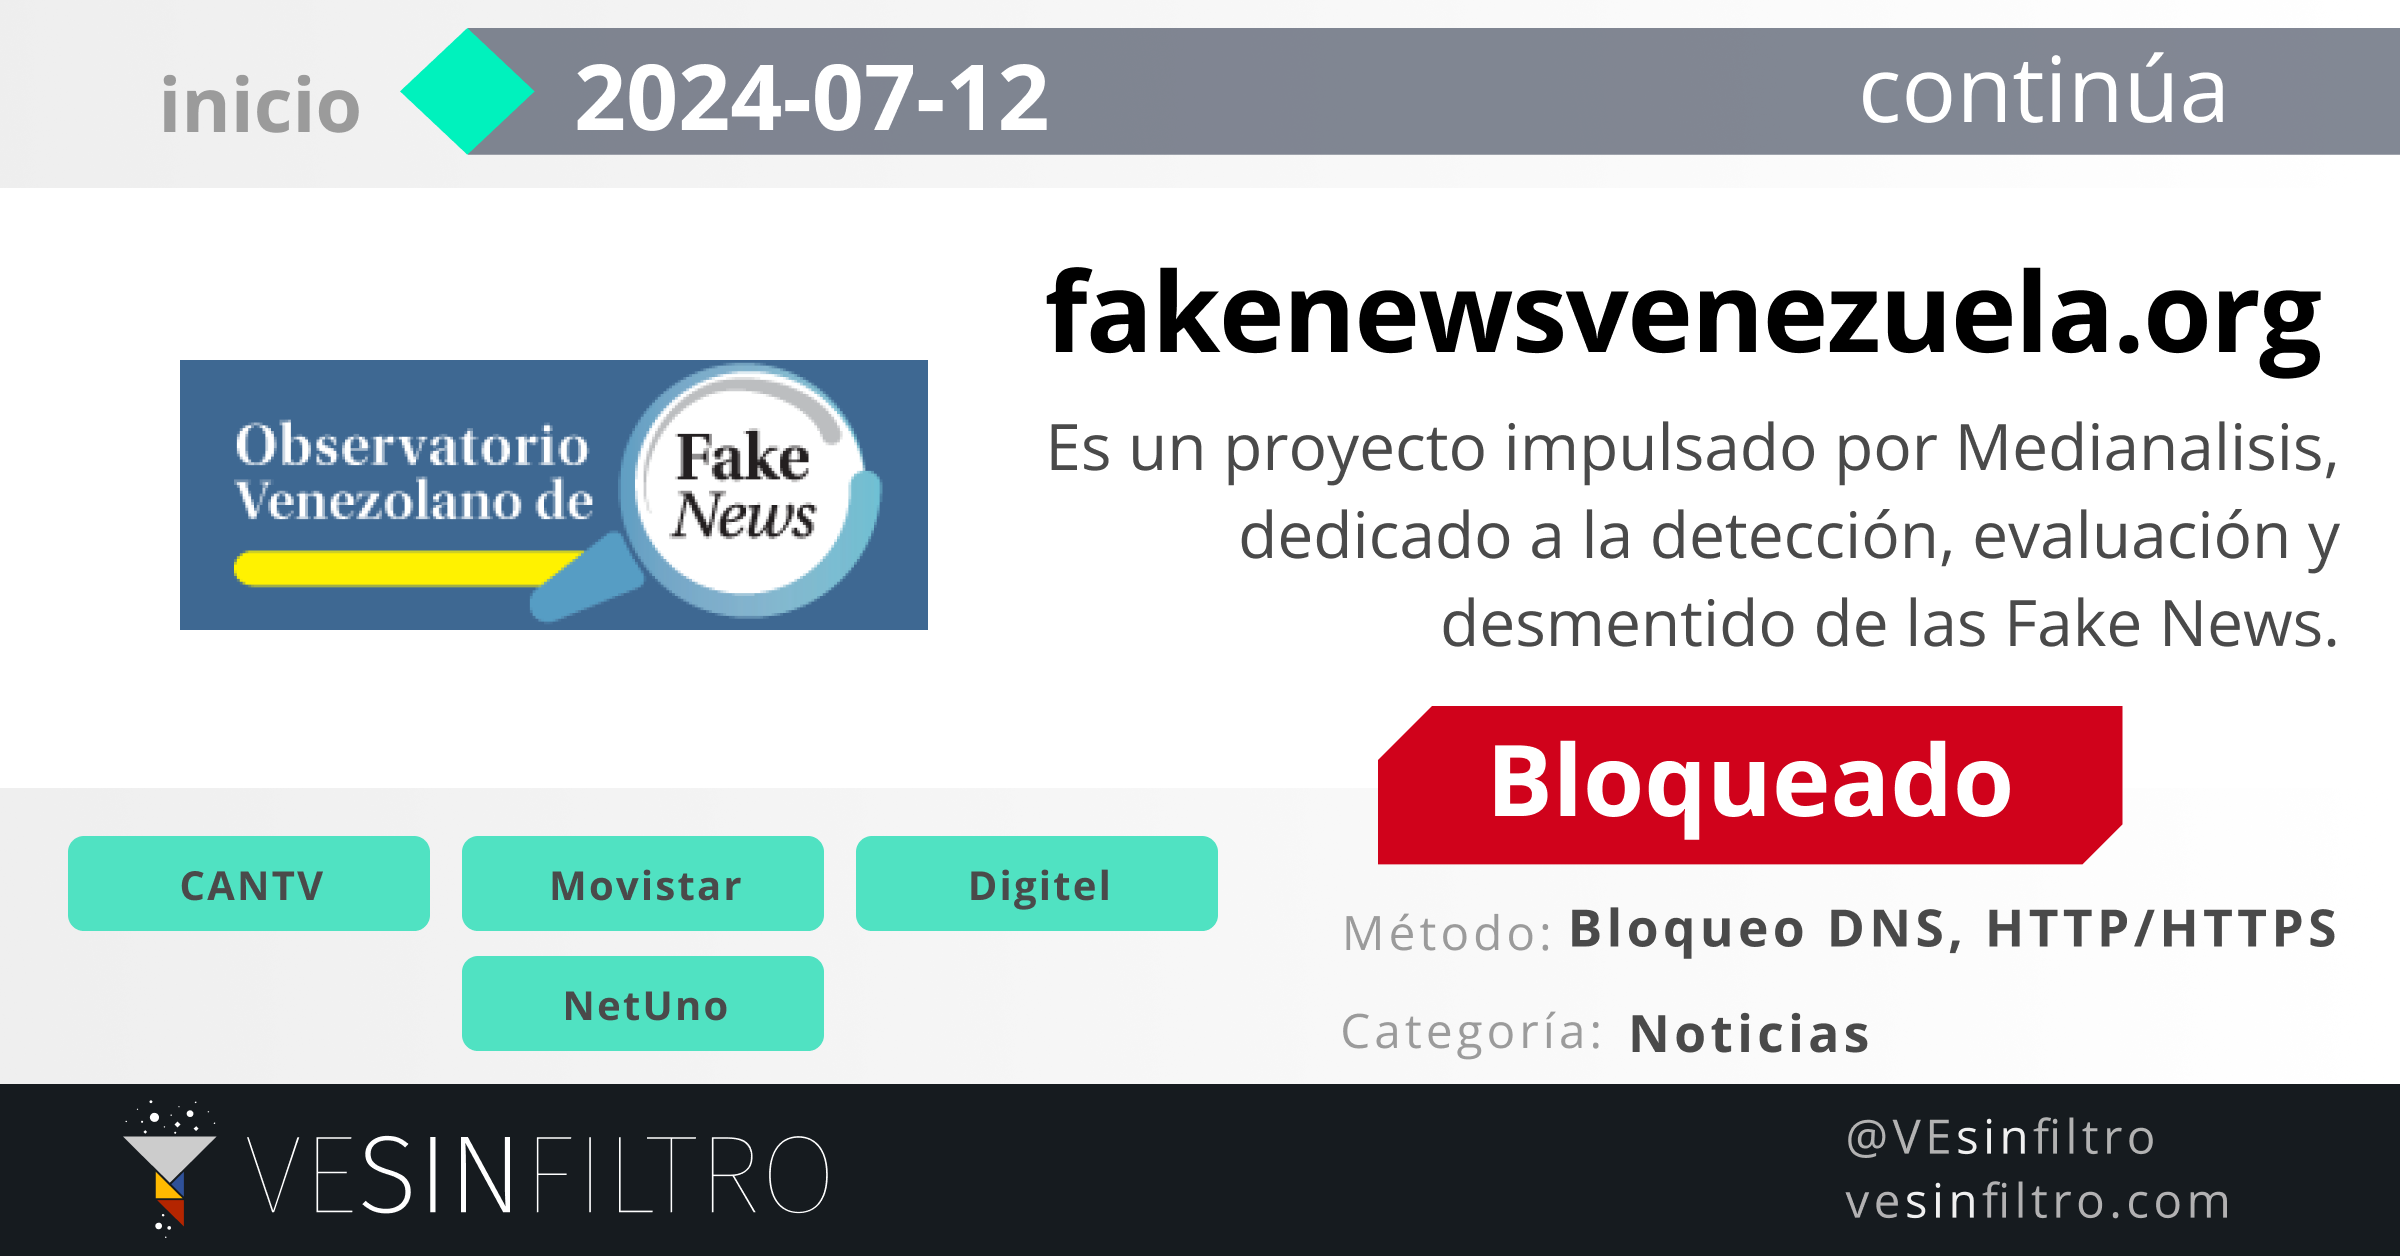 inicio
2024-07-12
continúa
fakenewsvenezuela.org
Es un proyecto impulsado por Medianalisis,
dedicado a la detección, evaluación y
desmentido de las Fake News.
Observatorio
Venezolano de
Fake
News
Bloqueado
CANTV
Movistar
Digitel
NetUno
Método: Bloqueo DNS, HTTP/HTTPS
Categoría: Noticias
VESINFILTRO
@VEsinfiltro
vesinfiltro.com